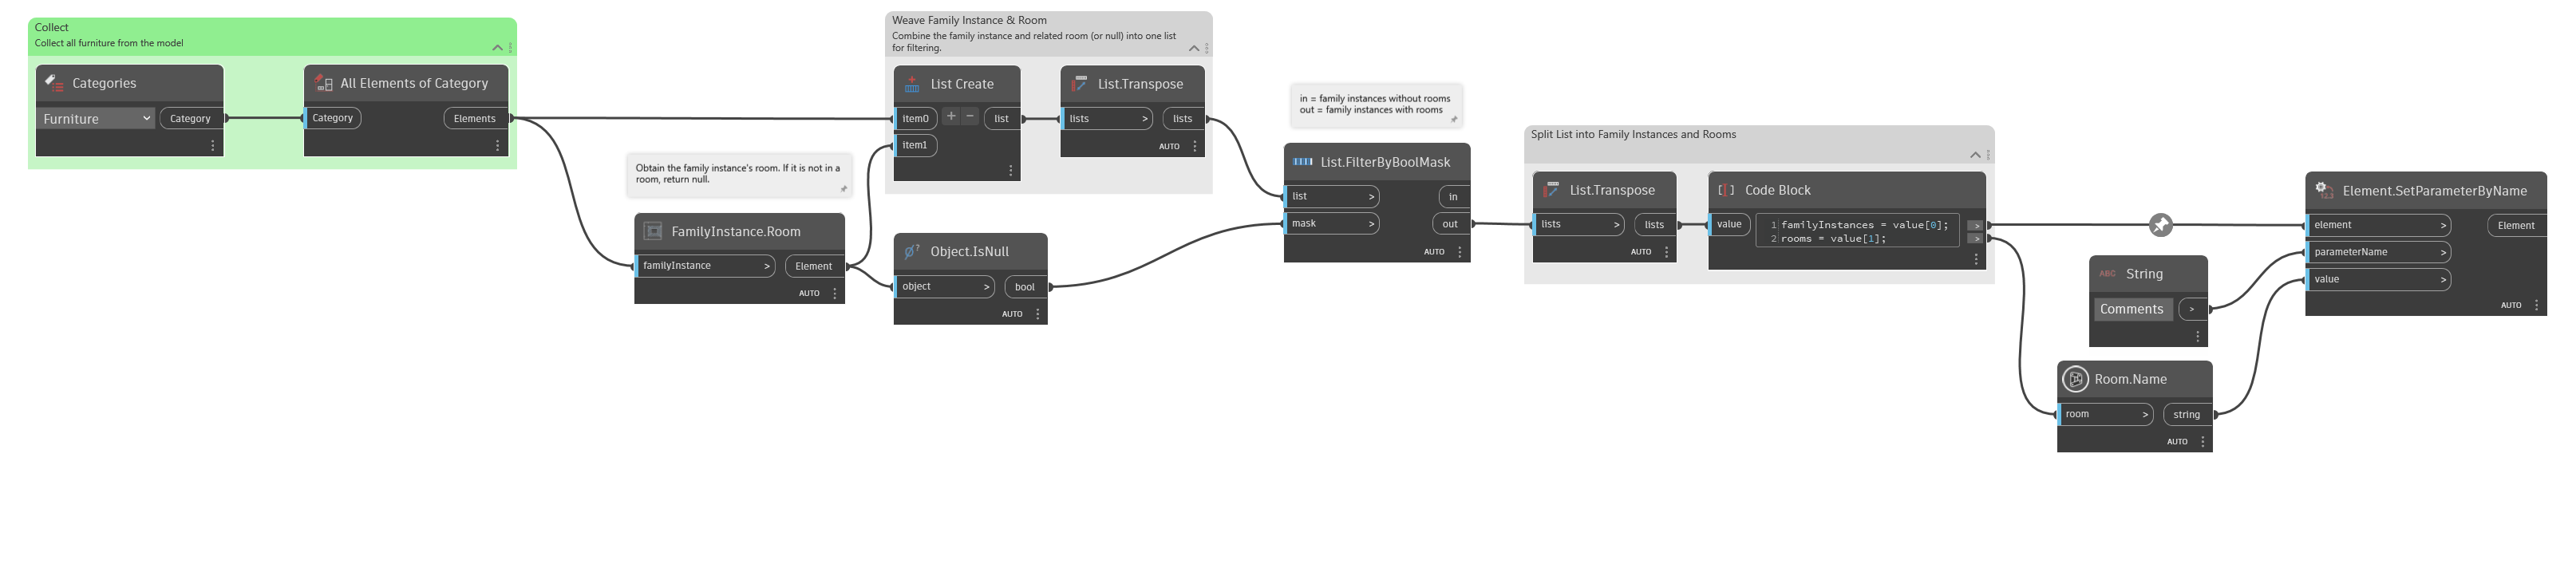 Collect
Collect all furniture from the model
Categories
Furniture
Category
All Elements of Category
Category
Elements
Obtain the family instance's room. If it is not in a
room, return null.
FamilyInstance.Room
familyInstance >
Element
AUTO
Weave Family Instance & Room
Combine the family instance and related room (or null) into one list
for filtering.
List Create
item0
+ −
list
item1
List.Transpose
lists >
lists
AUTO
Object.IsNull
object >
bool
AUTO
in = family instances without rooms
out = family instances with rooms
List.FilterByBoolMask
list >
in
mask >
out
AUTO
Split List into Family Instances and Rooms
List.Transpose
lists >
lists
AUTO
Code Block
value
1 familyInstances = value[0];
2 rooms = value[1];
>
>
ABC String
Comments
>
Room.Name
room >
string
AUTO
Element.SetParameterByName
element >
Element
parameterName >
value >
AUTO